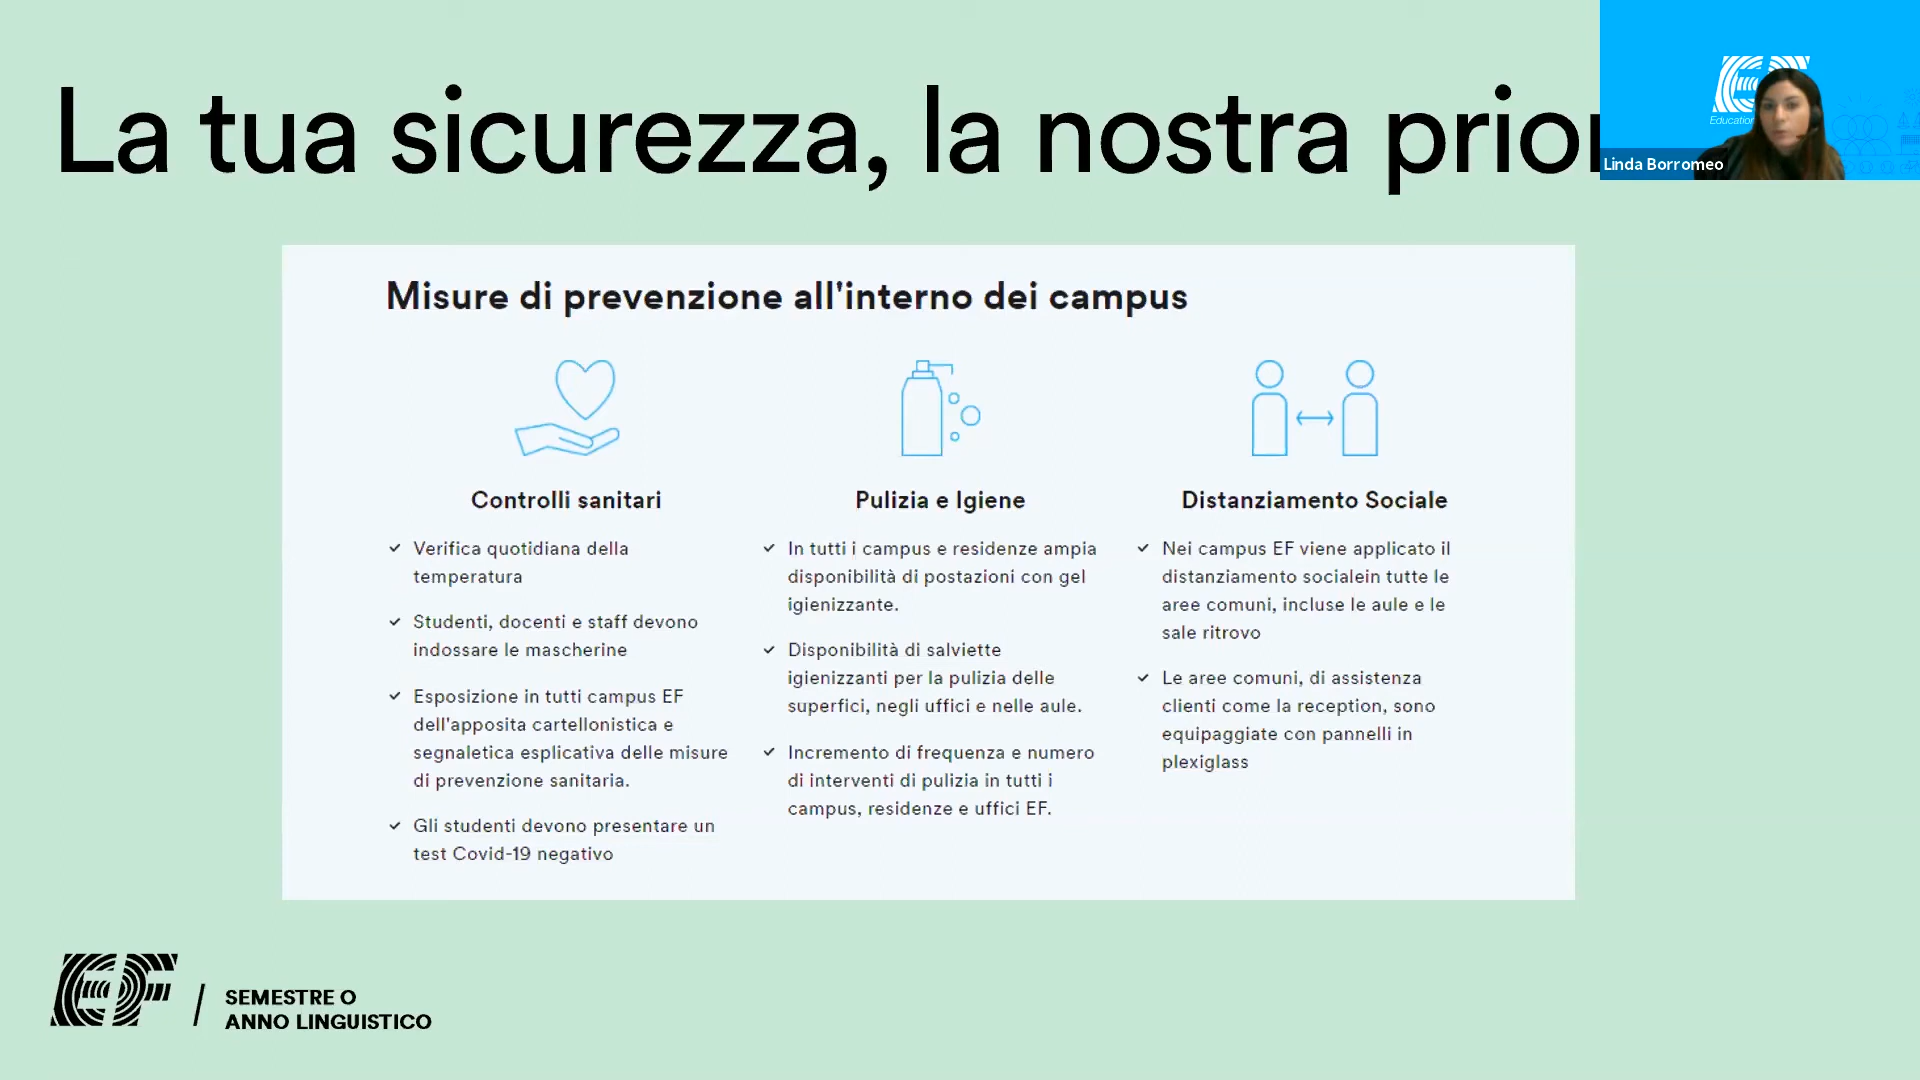 La tua sicurezza, la nostra prior
Education
Linda Borromeo
Misure di prevenzione all'interno dei campus
Controlli sanitari
Verifica quotidiana della
temperatura
Studenti, docenti e staff devono
indossare le mascherine
Esposizione in tutti campus EF
dell'apposita cartellonistica e
segnaletica esplicativa delle misure
di prevenzione sanitaria.
Gli studenti devono presentare un
test Covid-19 negativo
Pulizia e Igiene
In tutti i campus e residenze ampia
disponibilità di postazioni con gel
igienizzante.
Disponibilità di salviette
igienizzanti per la pulizia delle
superfici, negli uffici e nelle aule.
Incremento di frequenza e numero
di interventi di pulizia in tutti i
campus, residenze e uffici EF.
Distanziamento Sociale
Nei campus EF viene applicato il
distanziamento socialein tutte le
aree comuni, incluse le aule e le
sale ritrovo
Le aree comuni, di assistenza
clienti come la reception, sono
equipaggiate con pannelli in
plexiglass
EF
SEMESTRE O
ANNO LINGUISTICO